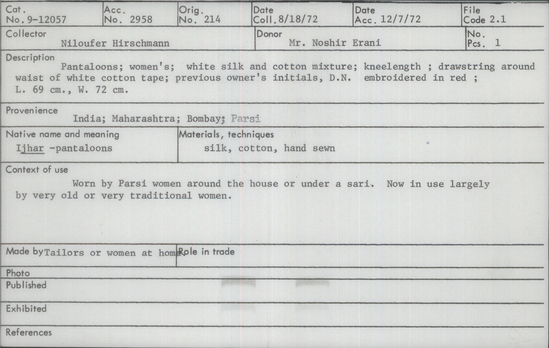 Cat. Acc. Orig. Date Date File
No. 9-12057 No. 2958 No. 214 Coll. 8/18/72 Acc. 12/7/72 Code 2.1
Collector Donor No.
Niloufer Hirschmann Mr. Noshir Erani Pcs. 1
Description
Pantaloons; women's; white silk and cotton mixture; kneelength ; drawstring around
waist of white cotton tape; previous owner's initials, D.N. embroidered in red ;
L. 69 cm., W. 72 cm.
Provenience
India; Maharashtra; Bombay; Parsi
Native name and meaning Materials, techniques
Ijhar -pantaloons silk, cotton, hand sewn
Context of use
Worn by Parsi women around the house or under a sari. Now in use largely
by very old or very traditional women.
Made by Tailors or women at home Role in trade
Photo
Published
Exhibited
References